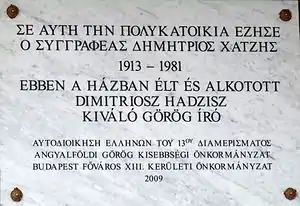 ΣΕ ΑΥΤΗ ΤΗΝ ΠΟΛΥΚΑΤΟΙΚΙΑ ΕΖΗΣΕ
Ο ΣΥΓΓΡΑΦΕΑΣ ΔΗΜΗΤΡΙΟΣ ΧΑΤΖΗΣ
1913 – 1981
EBBEN A HÁZBAN ÉLT ÉS ALKOTOTT
DIMITRIOSZ HADZISZ
KIVÁLÓ GÖRÖG ÍRÓ
ΑΥΤΟΔΙΟΙΚΗΣΗ ΕΛΛΗΝΩΝ ΤΟΥ 13ΟΥ ΔΙΑΜΕΡΙΣΜΑΤΟΣ
ANGYALFÖLDI GÖRÖG KISEBBSÉGI ÖNKORMÁNYZAT
BUDAPEST FŐVÁROS XIII. KERÜLETI ÖNKORMÁNYZAT
2009